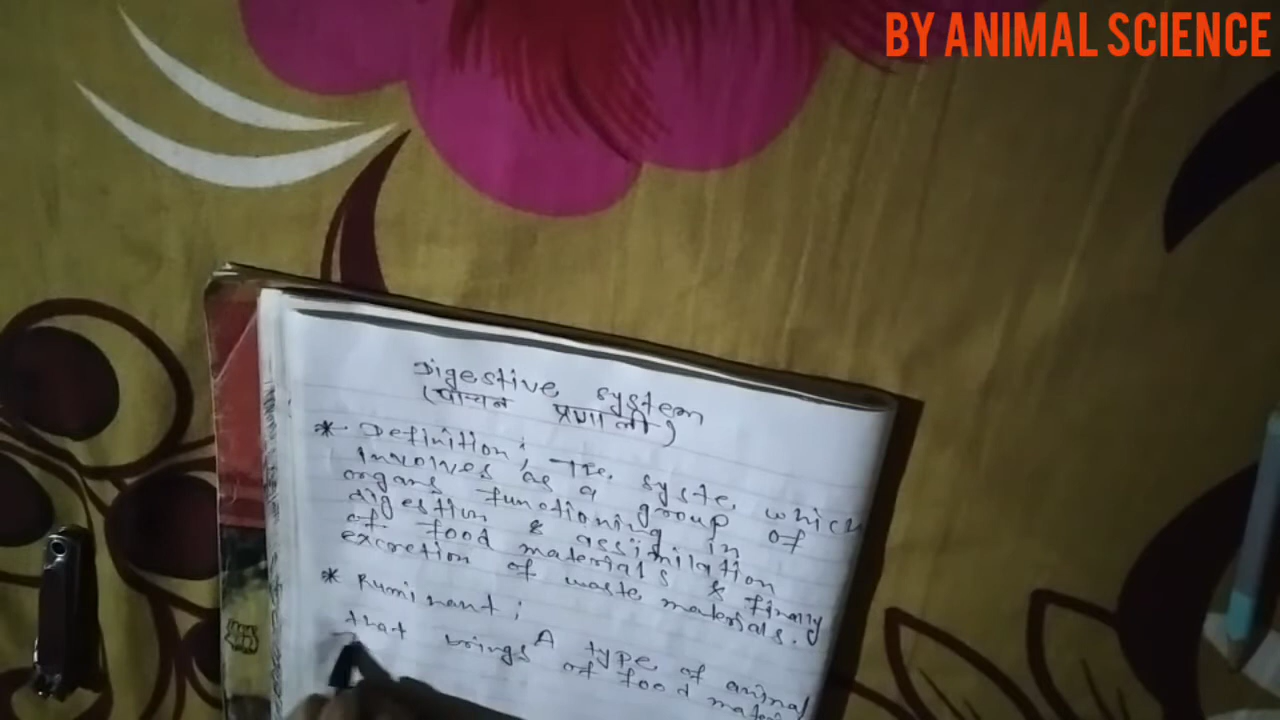 BY ANIMAL SCIENCE
Digestive system
(पाचन प्रणाली)
* Definition; The syste which
involves as a group of
organs functioning in
digestion & assimilation
of food materials & finally
excretion of waste materials.
* Ruminant;
A type of animal
that brings of food materi